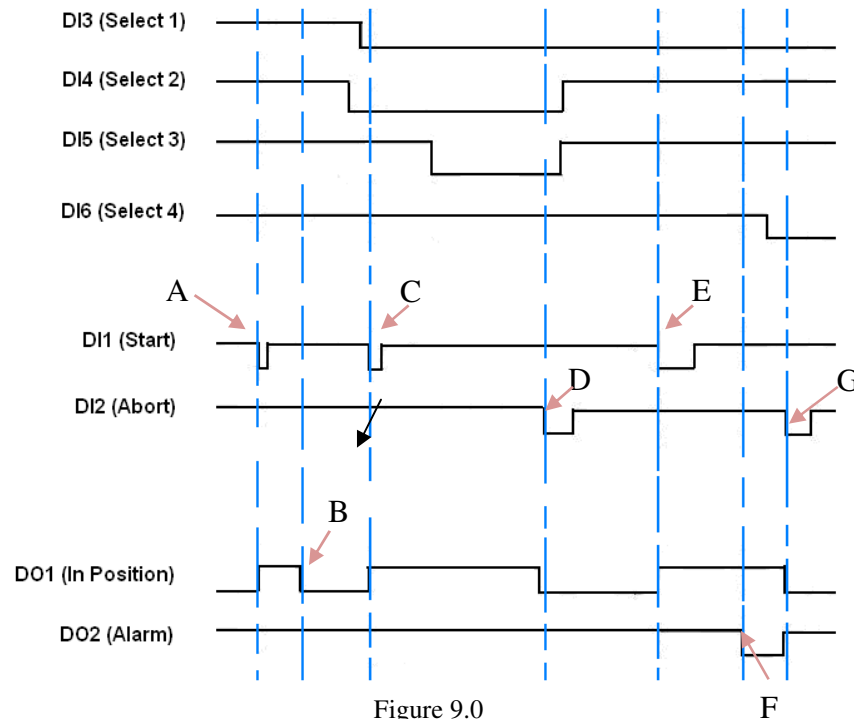 DI3 (Select 1)
DI4 (Select 2)
DI5 (Select 3)
DI6 (Select 4)
A
C
E
DI1 (Start)
D
G
DI2 (Abort)
B
DO1 (In Position)
DO2 (Alarm)
F
Figure 9.0